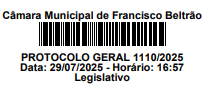 Câmara Municipal de Francisco Beltrão
PROTOCOLO GERAL 1110/2025
Data: 29/07/2025 - Horário: 16:57
Legislativo